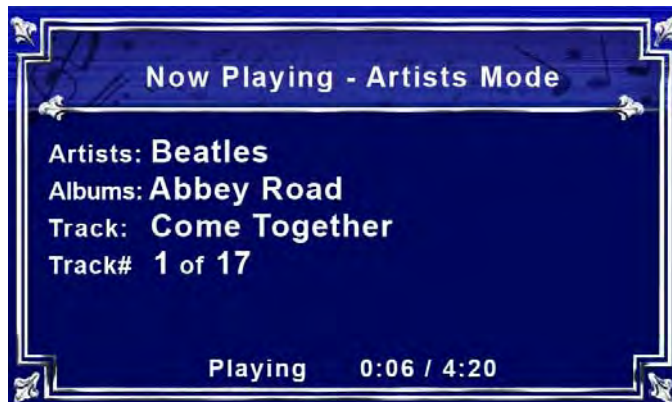 Now Playing - Artists Mode
Artists: Beatles
Albums: Abbey Road
Track: Come Together
Track# 1 of 17
Playing 0:06 / 4:20